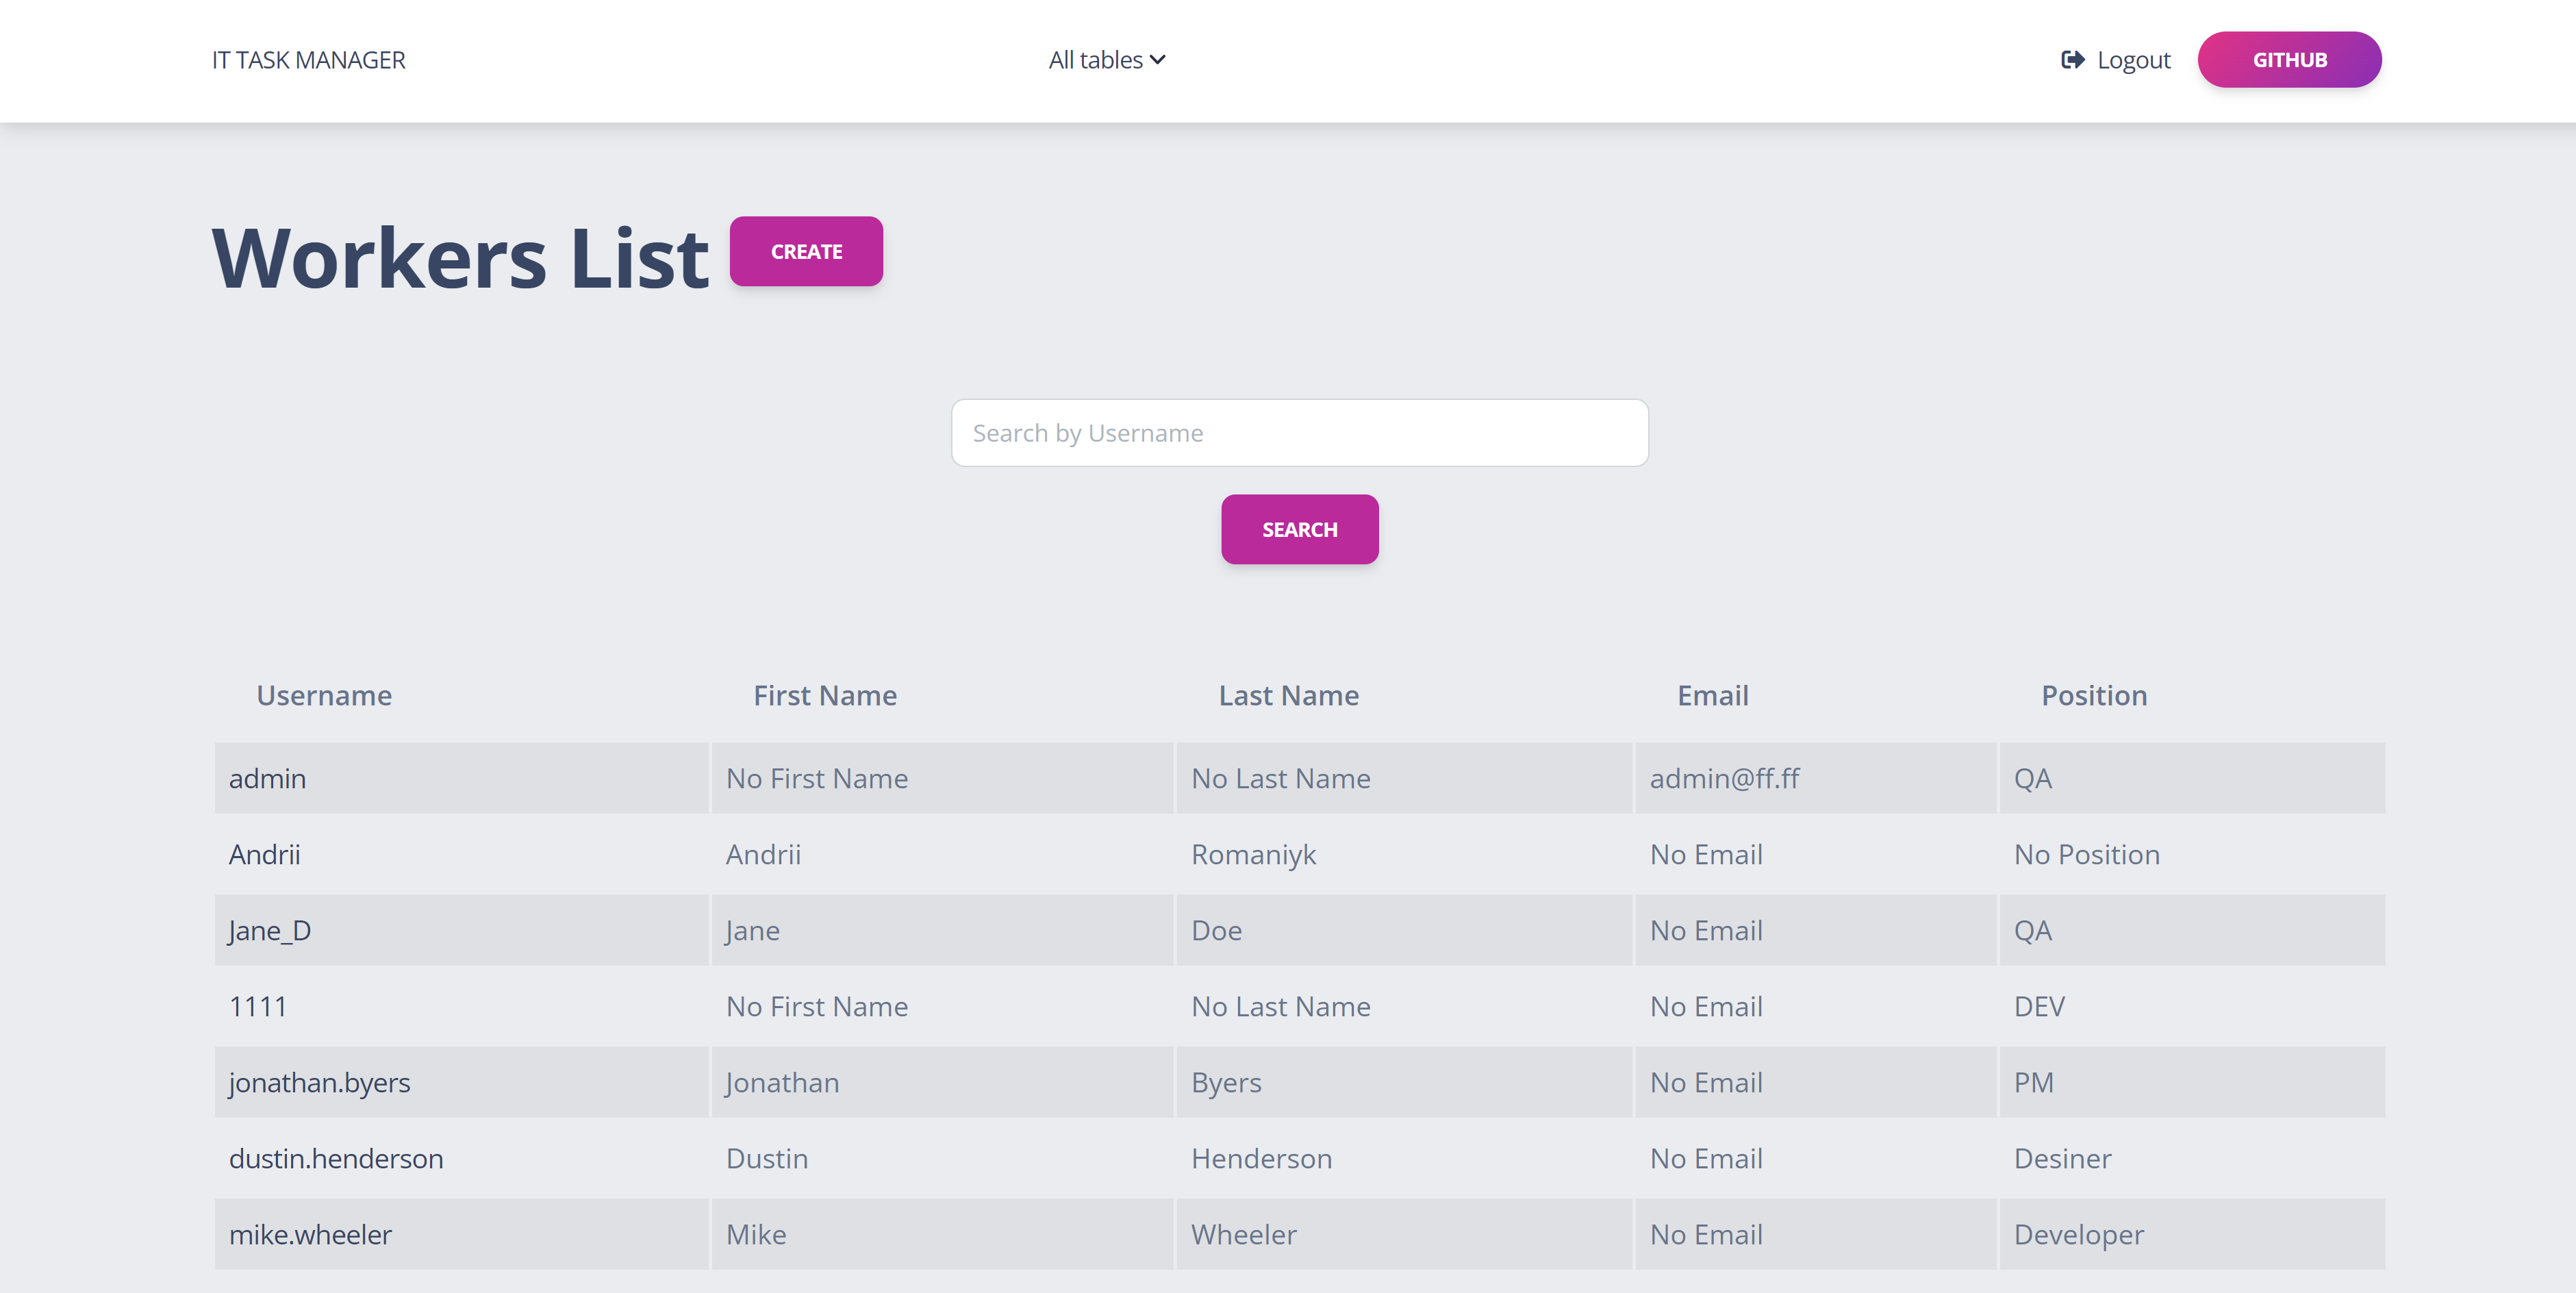 IT TASK MANAGER All tables Logout GITHUB
Workers List CREATE
Search by Username
SEARCH
Username First Name Last Name Email Position
admin No First Name No Last Name admin@ff.ff QA
Andrii Andrii Romaniyk No Email No Position
Jane_D Jane Doe No Email QA
1111 No First Name No Last Name No Email DEV
jonathan.byers Jonathan Byers No Email PM
dustin.henderson Dustin Henderson No Email Desiner
mike.wheeler Mike Wheeler No Email Developer